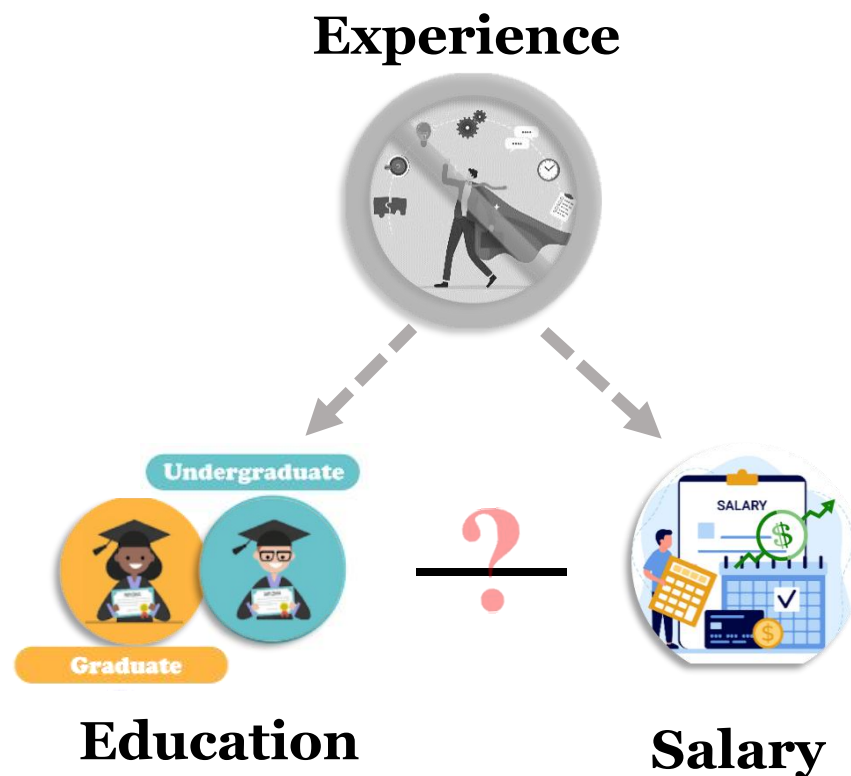 Experience
Undergraduate
Graduate
SALARY
$
$
?
Education
Salary